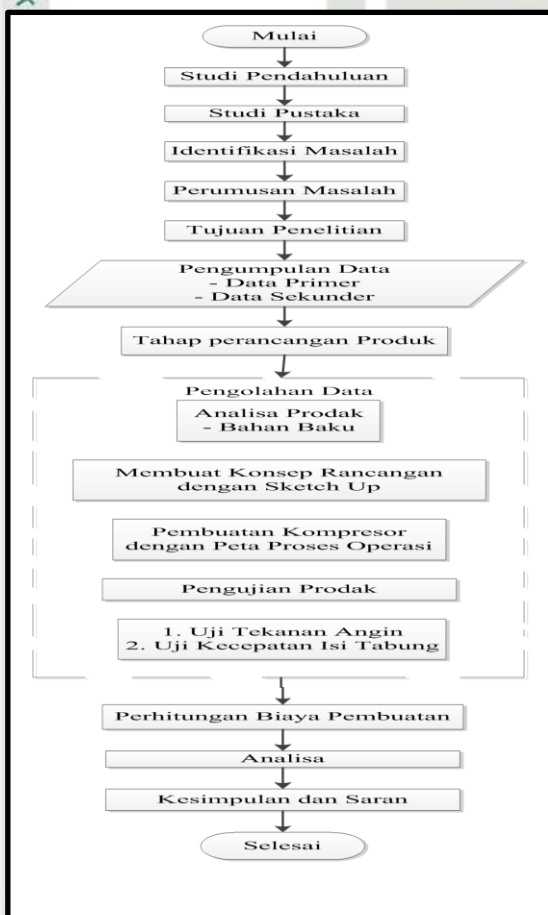 Mulai
Studi Pendahuluan
Studi Pustaka
Identifikasi Masalah
Perumusan Masalah
Tujuan Penelitian
Pengumpulan Data
- Data Primer
- Data Sekunder
Tahap perancangan Produk
Pengolahan Data
Analisa Prodak
- Bahan Baku
Membuat Konsep Rancangan
dengan Sketch Up
Pembuatan Kompresor
dengan Peta Proses Operasi
Pengujian Prodak
1. Uji Tekanan Angin
2. Uji Kecepatan Isi Tabung
Perhitungan Biaya Pembuatan
Analisa
Kesimpulan dan Saran
Selesai